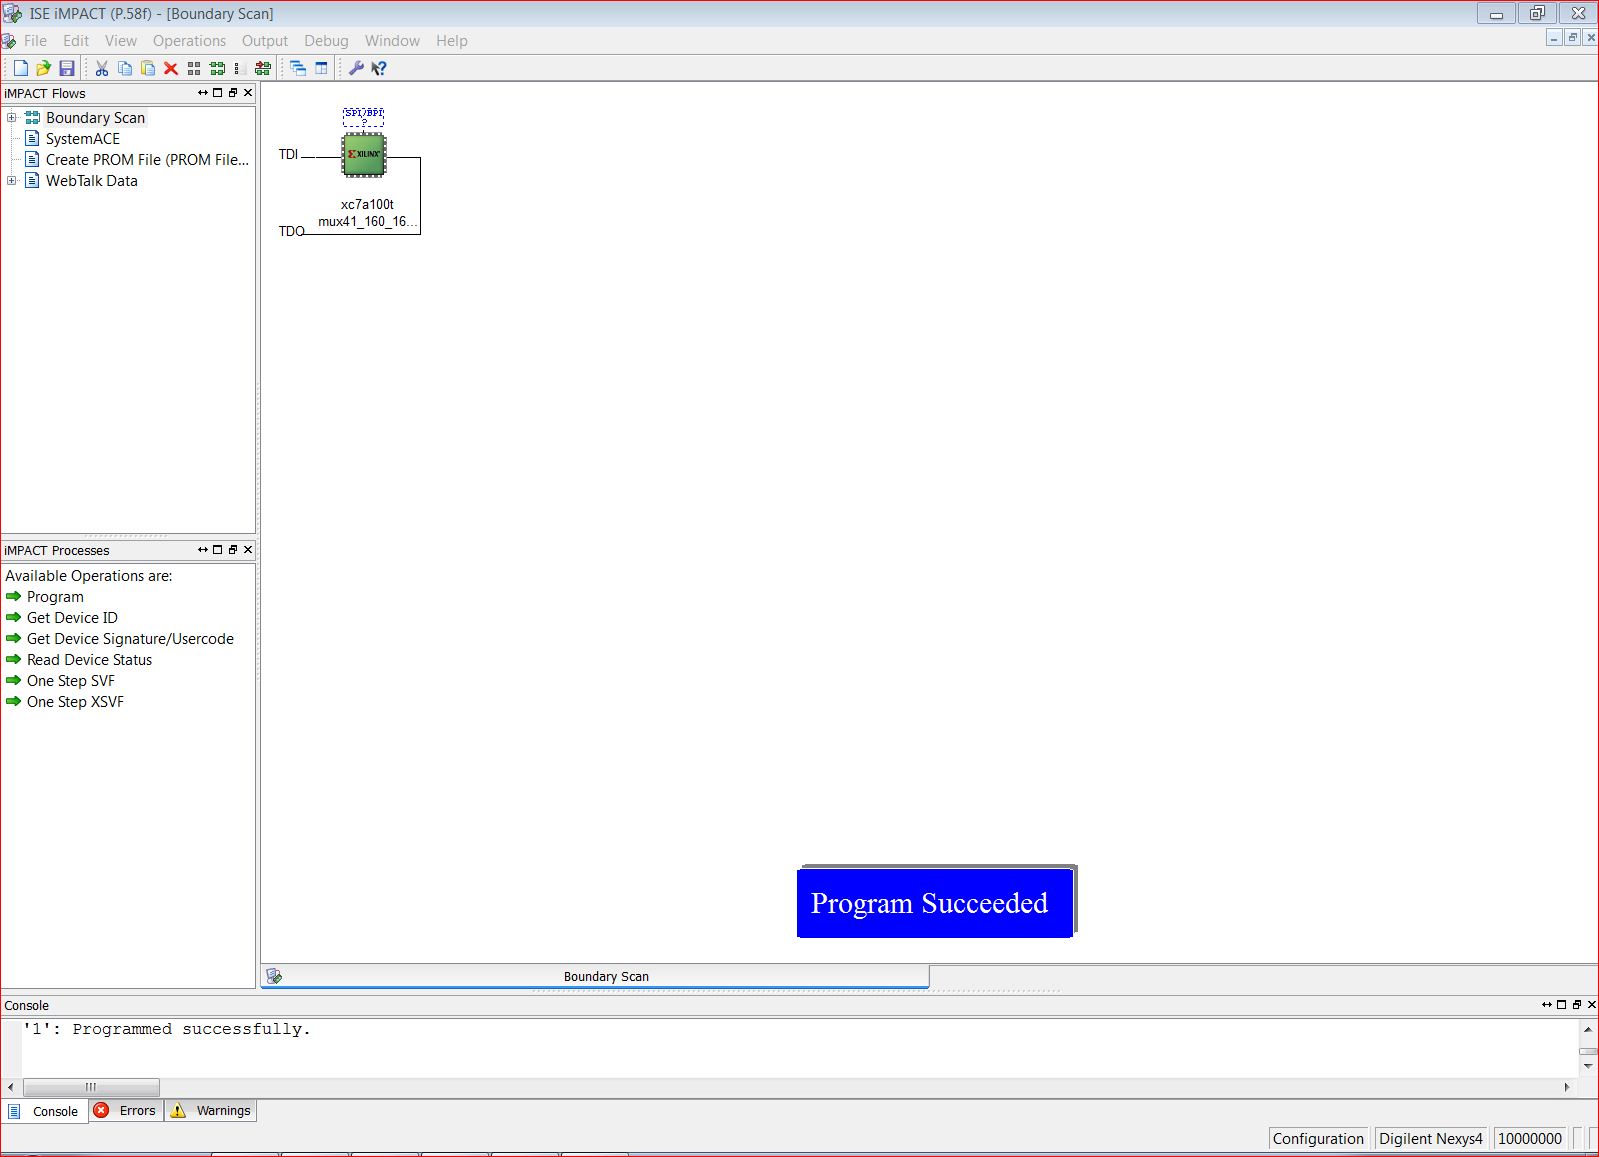 ISE iMPACT (P.58f) - [Boundary Scan]
File Edit View Operations Output Debug Window Help
iMPACT Flows
Boundary Scan
SystemACE
Create PROM File (PROM File...
WebTalk Data
SPI/BPI
?
TDI
XILINX
xc7a100t
mux41_160_16...
TDO
iMPACT Processes
Available Operations are:
Program
Get Device ID
Get Device Signature/Usercode
Read Device Status
One Step SVF
One Step XSVF
Program Succeeded
Boundary Scan
Console
'1': Programmed successfully.
Console Errors Warnings
Configuration Digilent Nexys4 10000000